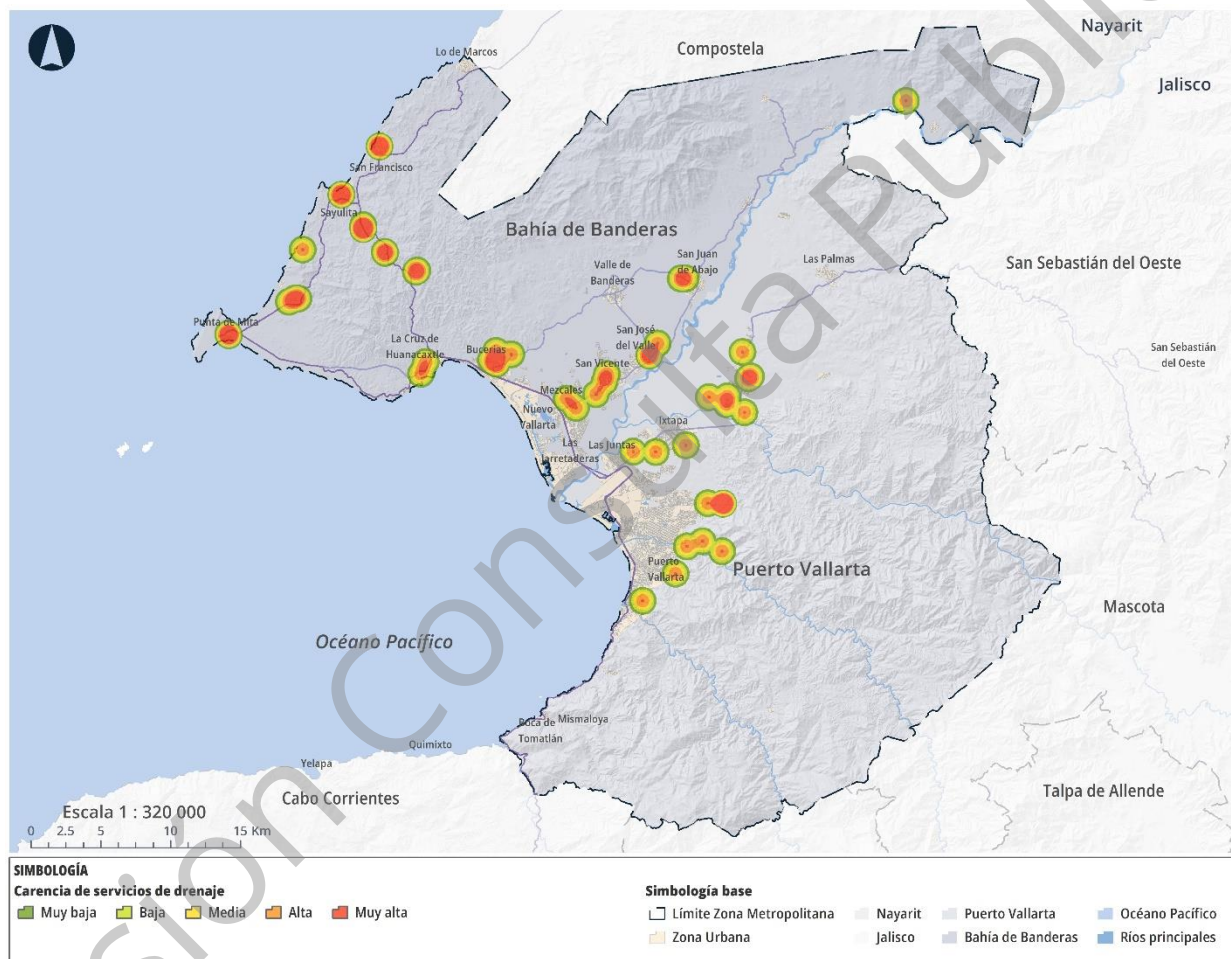 Nayarit
Compostela
Lo de Marcos
Jalisco
San Francisco
Sayulita
Bahía de Banderas
San Juan
de Abajo
Valle de
Banderas
Las Palmas
San Sebastián del Oeste
Punta de Mita
La Cruz de
Huanacaxtle
Bucerías
San José
del Valle
San Vicente
San Sebastián
del Oeste
Mezcales
Nuevo
Vallarta
Ixtapa
Las
Jarretaderas
Las Juntas
Puerto
Vallarta
Puerto Vallarta
Mascota
Océano Pacífico
Boca de
Tomatlán
Mismaloya
Quimixto
Yelapa
Cabo Corrientes
Talpa de Allende
Escala 1 : 320 000
0 2.5 5 10 15 Km
sión Consulta Public
SIMBOLOGÍA
Carencia de servicios de drenaje
Muy baja Baja Media Alta Muy alta
Simbología base
Límite Zona Metropolitana Nayarit Puerto Vallarta Océano Pacífico
Zona Urbana Jalisco Bahía de Banderas Ríos principales